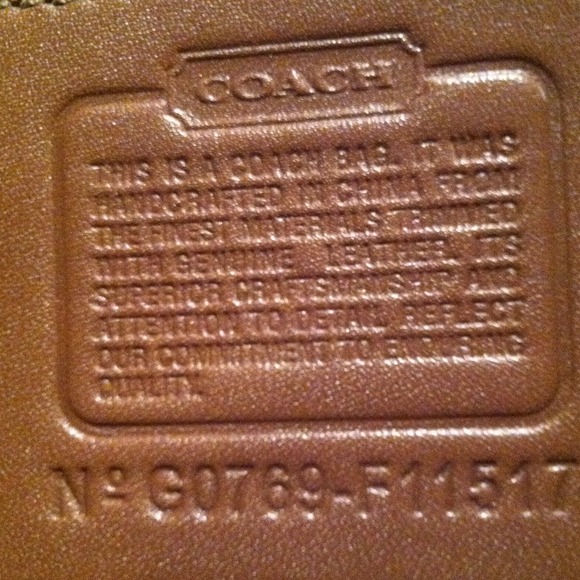 COACH
THIS IS A COACH BAG. IT WAS
HANDCRAFTED IN CHINA FROM
THE FINEST MATERIALS TRIMMED
WITH GENUINE LEATHER. ITS
SUPERIOR CRAFTSMANSHIP AND
ATTENTION TO DETAIL REFLECT
OUR COMMITMENT TO ENDURING
QUALITY.
Nº G0769-F11517